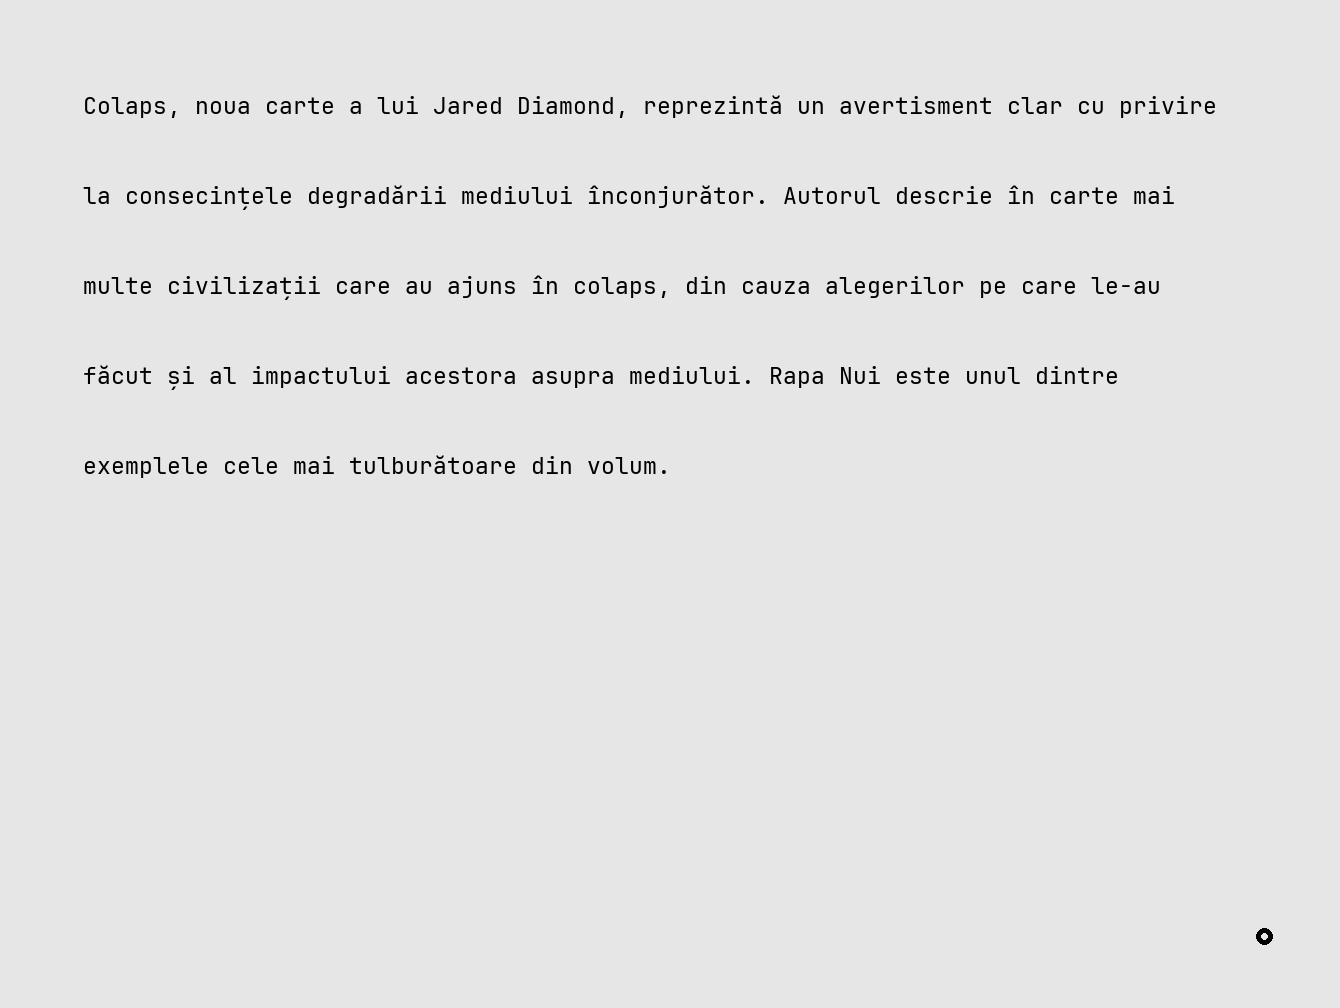 Colaps, noua carte a lui Jared Diamond, reprezintă un avertisment clar cu privire
la consecințele degradării mediului înconjurător. Autorul descrie în carte mai
multe civilizații care au ajuns în colaps, din cauza alegerilor pe care le-au
făcut și al impactului acestora asupra mediului. Rapa Nui este unul dintre
exemplele cele mai tulburătoare din volum.